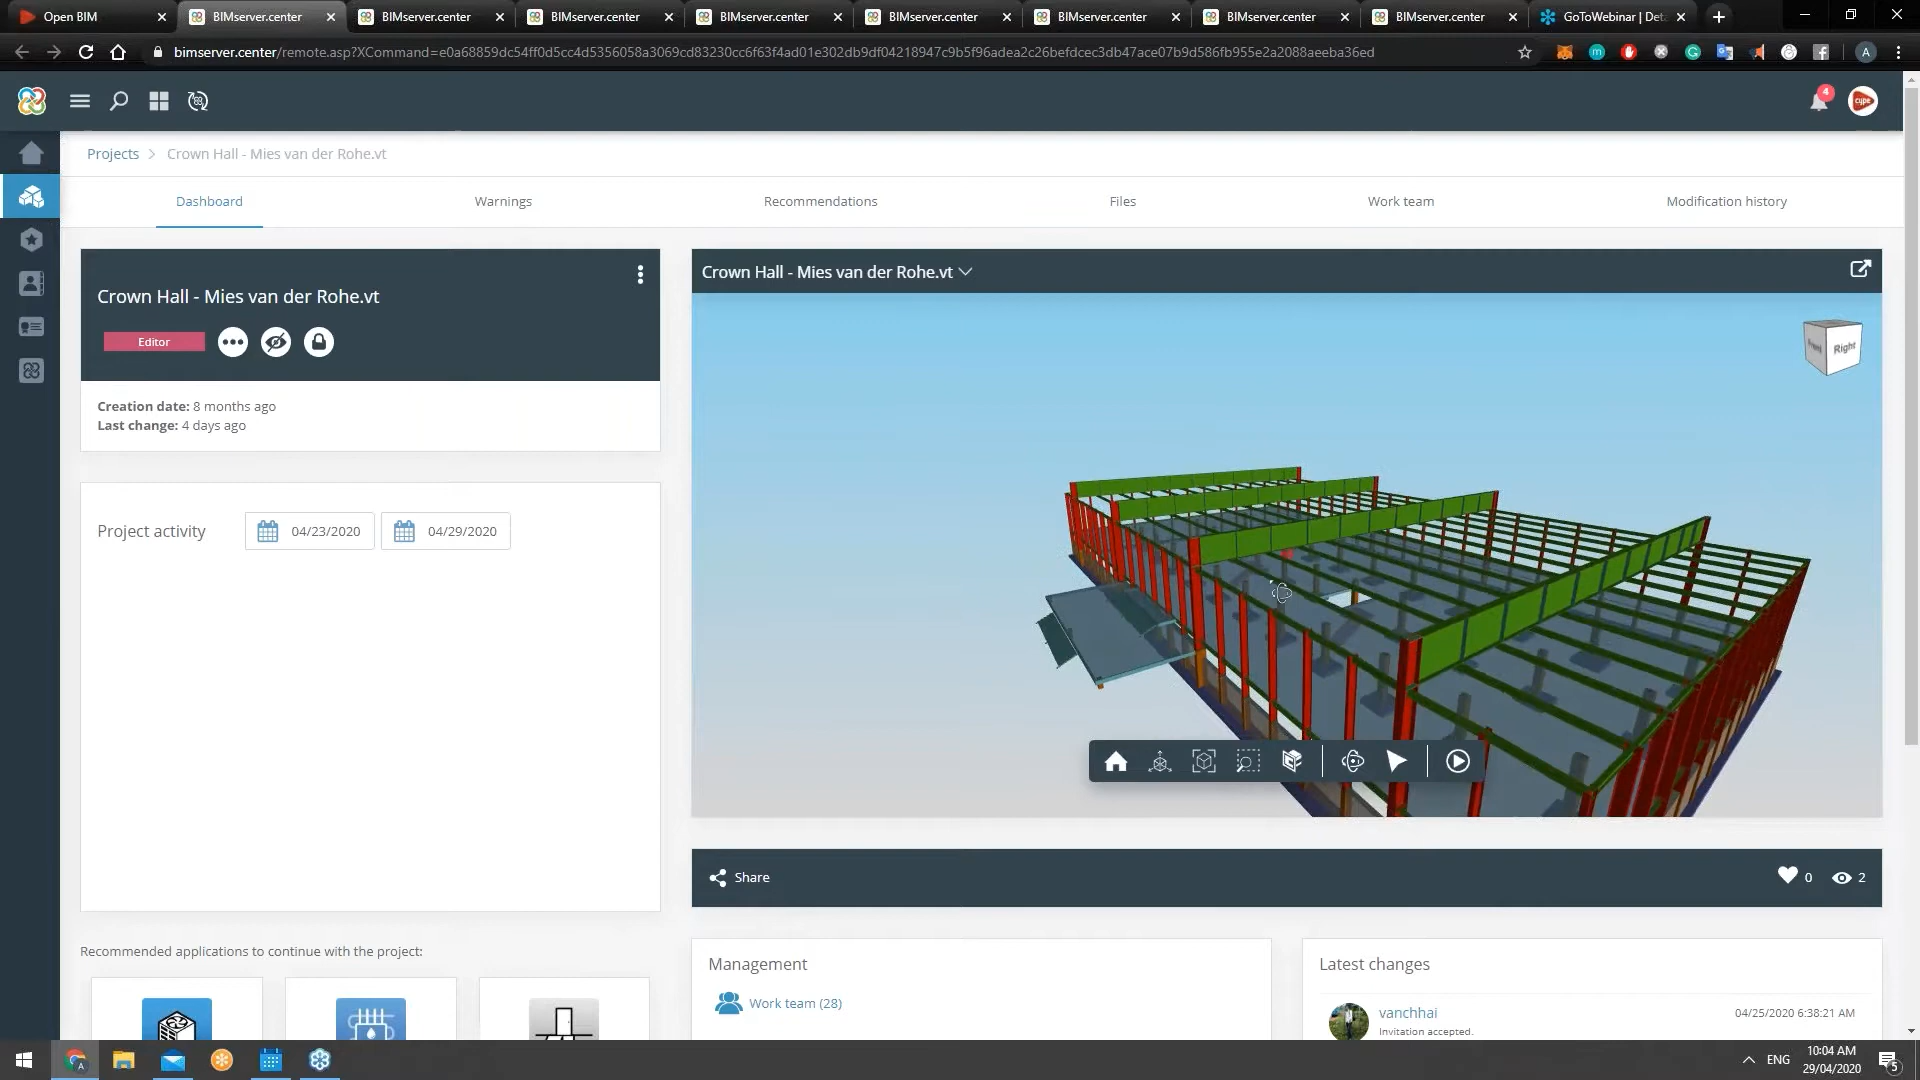 Open BIM
BIMserver.center
BIMserver.center
BIMserver.center
BIMserver.center
BIMserver.center
BIMserver.center
BIMserver.center
BIMserver.center
GoToWebinar | Det
bimserver.center/remote.asp?XCommand=e0a68859dc54ff0d5cc4d5356058a3069cd83230cc6f63f4ad01e302db9df04218947c9b5f96adea2c26befdcec3db47ace07b9d586fb955e2a2088aeeba36ed
A
4
cype
Projects > Crown Hall - Mies van der Rohe.vt
Dashboard
Warnings
Recommendations
Files
Work team
Modification history
Crown Hall - Mies van der Rohe.vt
Editor
Creation date: 8 months ago
Last change: 4 days ago
Project activity
04/23/2020
04/29/2020
Recommended applications to continue with the project:
Crown Hall - Mies van der Rohe.vt
Front
Right
Share
0
2
Management
Work team (28)
Latest changes
vanchhai
04/25/2020 6:38:21 AM
Invitation accepted.
A
ENG
10:04 AM
29/04/2020
5